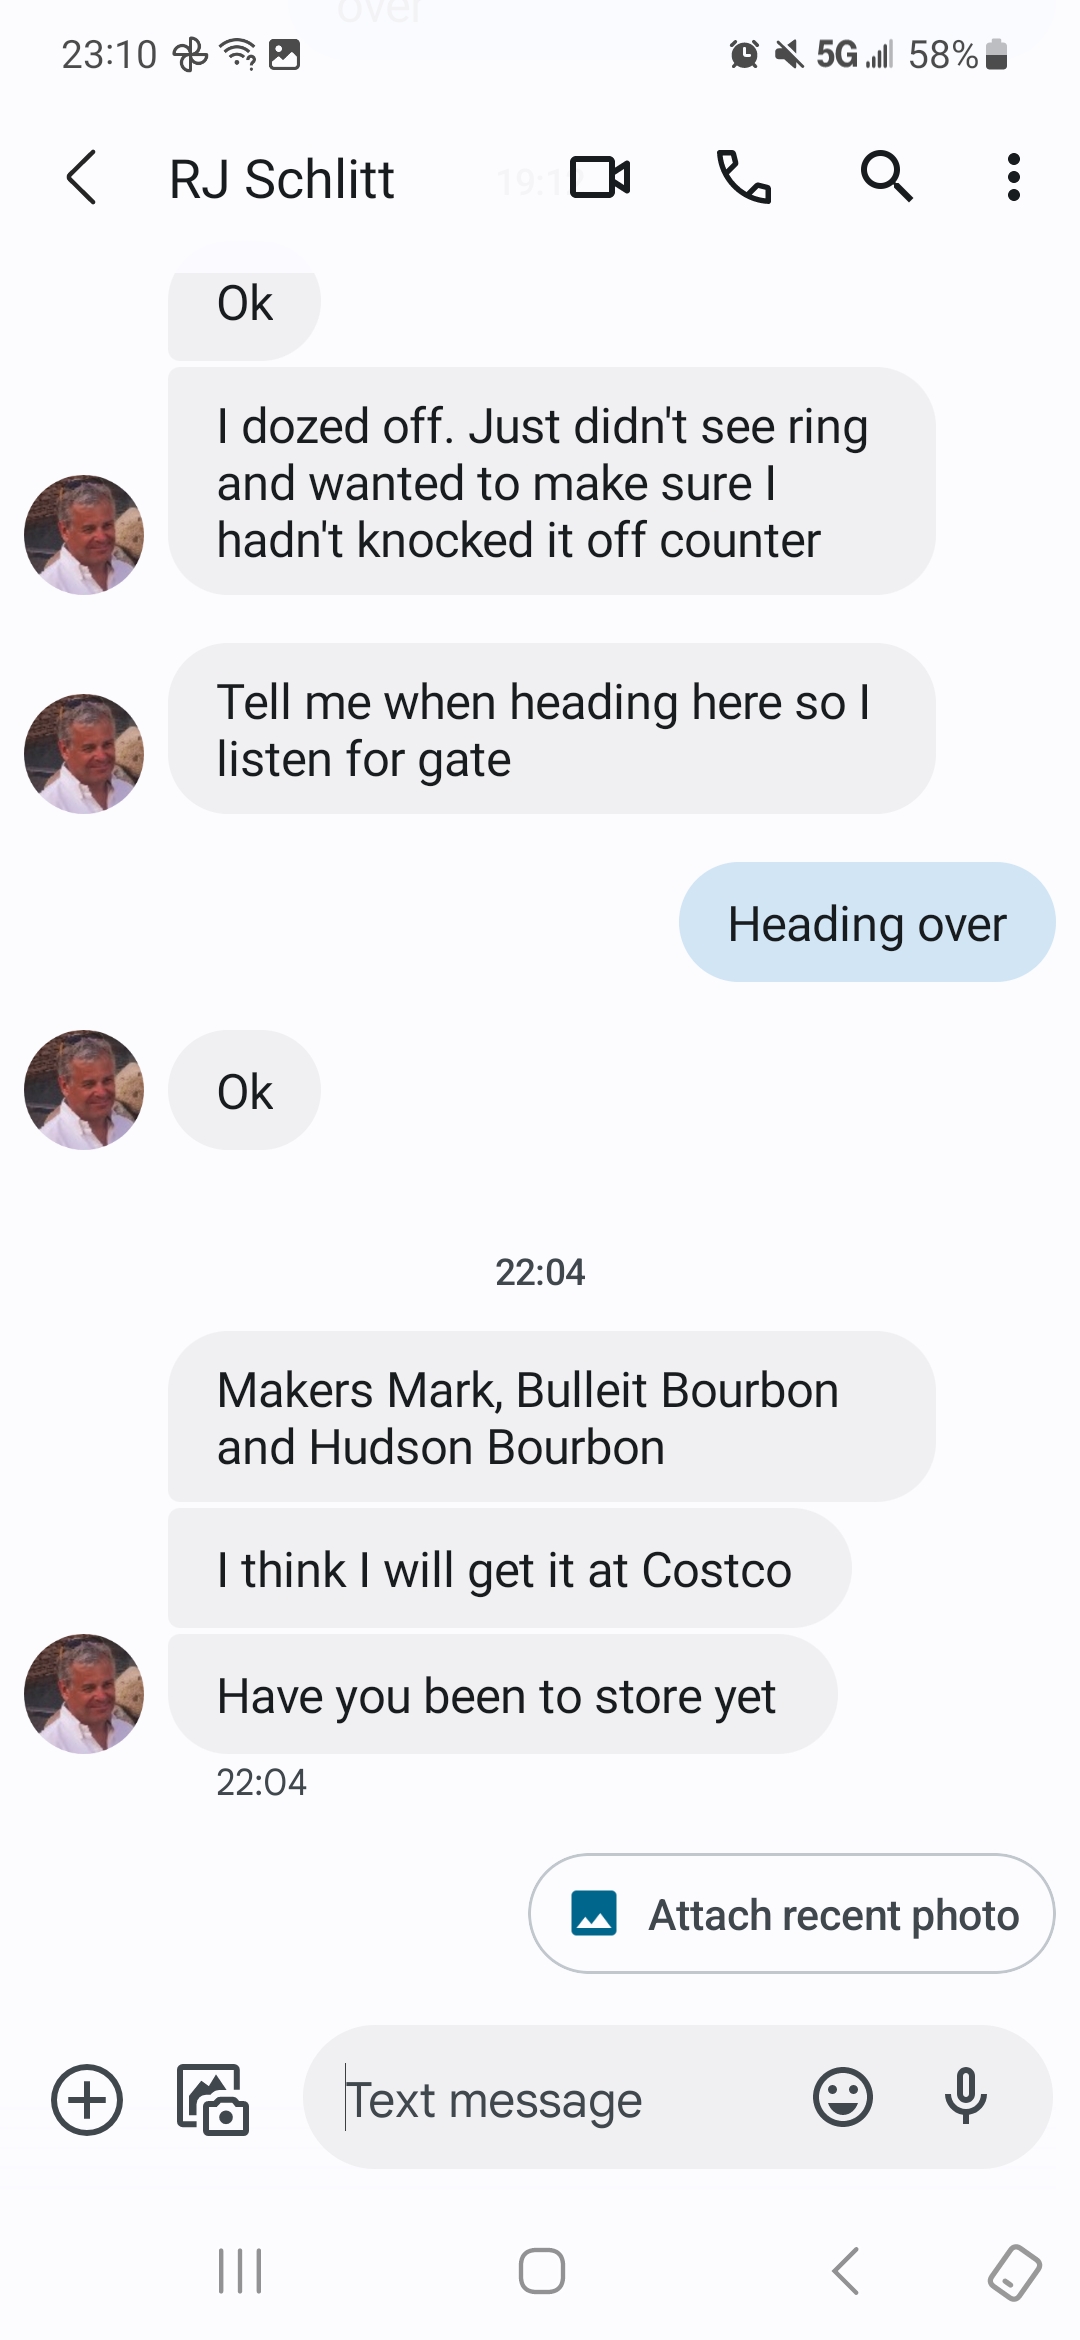 over
23:10
5G 58%
RJ Schlitt
19:1
Ok
I dozed off. Just didn't see ring
and wanted to make sure I
hadn't knocked it off counter
Tell me when heading here so I
listen for gate
Heading over
Ok
22:04
Makers Mark, Bulleit Bourbon
and Hudson Bourbon
I think I will get it at Costco
Have you been to store yet
22:04
Attach recent photo
Text message